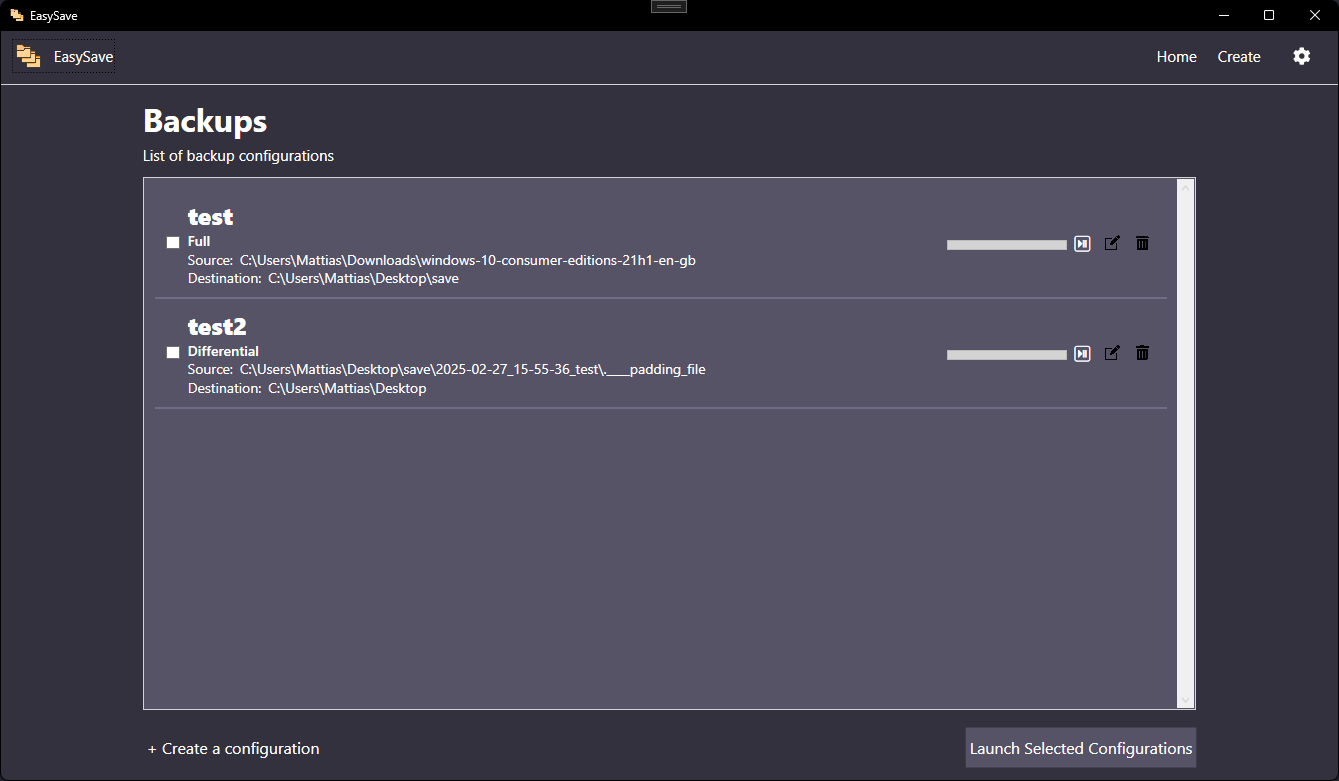 EasySave
EasySave
Home Create
Backups
List of backup configurations
test
Full
Source: C:\Users\Mattias\Downloads\windows-10-consumer-editions-21h1-en-gb
Destination: C:\Users\Mattias\Desktop\save
test2
Differential
Source: C:\Users\Mattias\Desktop\save\2025-02-27_15-55-36_test\.____padding_file
Destination: C:\Users\Mattias\Desktop
+ Create a configuration
Launch Selected Configurations